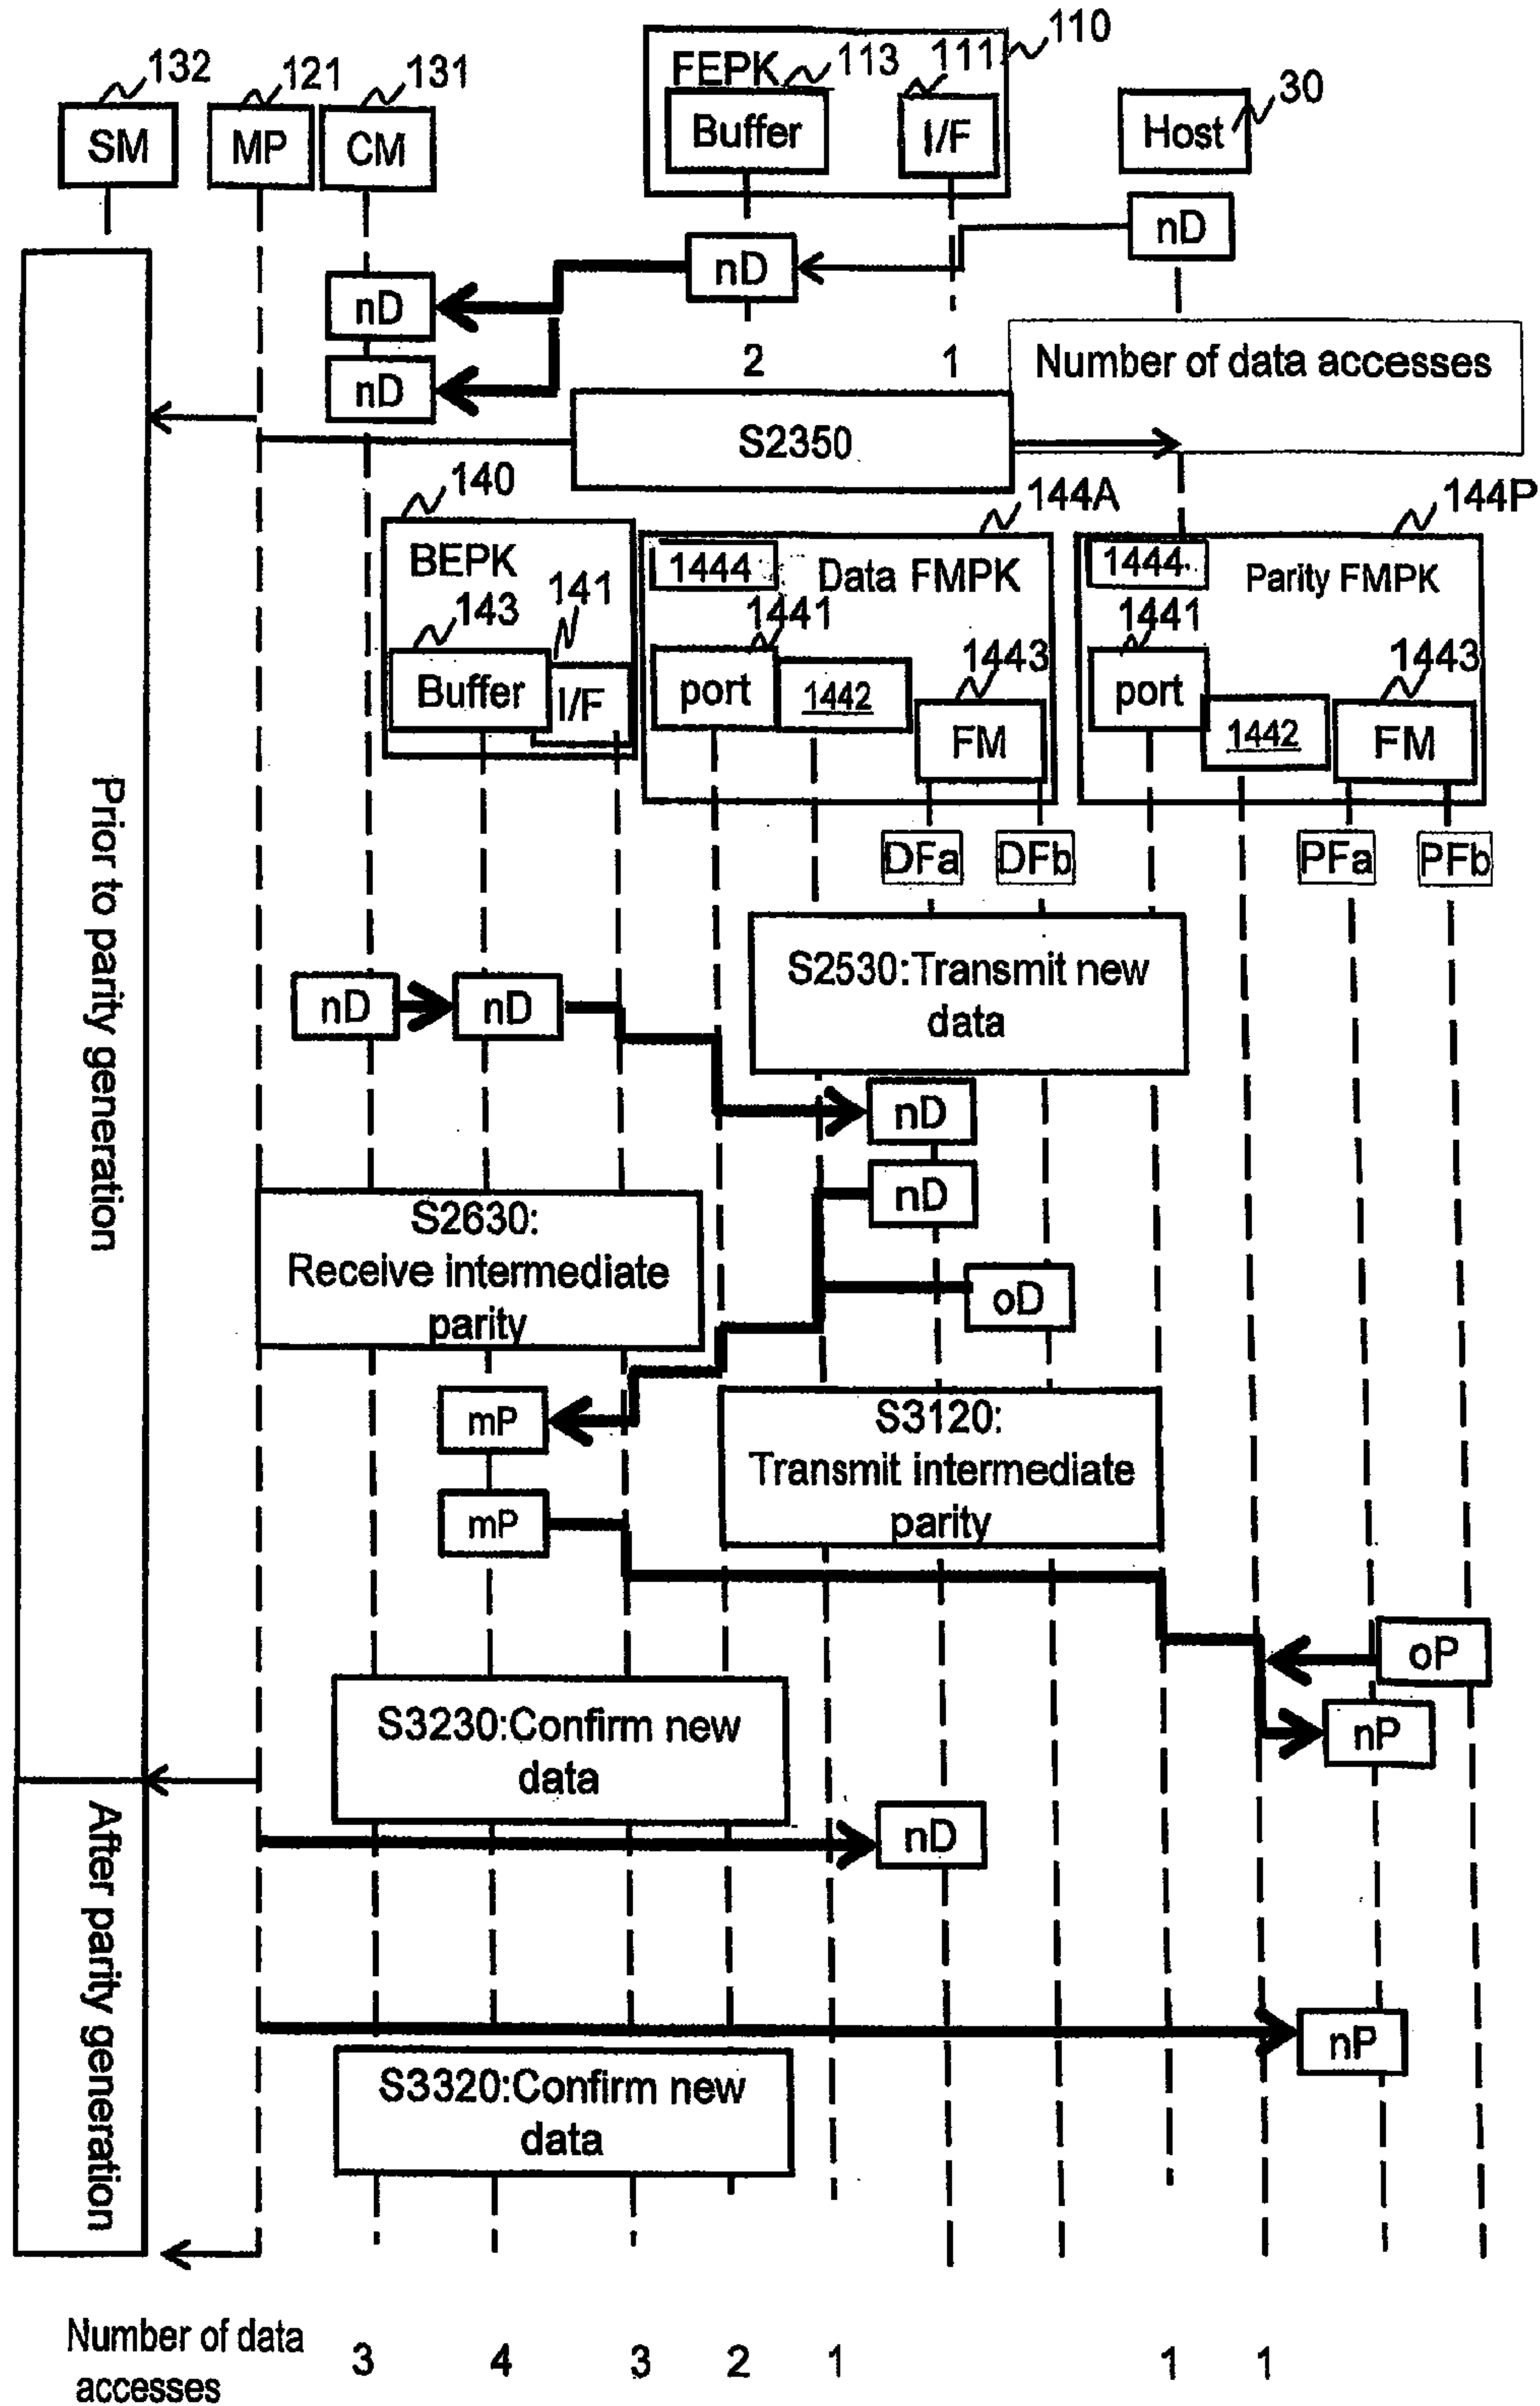 132
121
131
110
FEPK
113
111
30
SM
MP
CM
Buffer
I/F
Host
nD
nD
nD
nD
2
1
Number of data accesses
S2350
140
144A
144P
BEPK
143
141
1444
Data FMPK
1441
1443
1444
Parity FMPK
1441
1443
Buffer
I/F
port
1442
FM
port
1442
FM
DFa
DFb
PFa
PFb
Prior to parity generation
S2530:Transmit new
data
nD
nD
nD
nD
S2630:
Receive intermediate
parity
oD
mP
S3120:
Transmit intermediate
parity
mP
oP
nP
S3230:Confirm new
data
nD
After parity generation
nP
S3320:Confirm new
data
Number of data
accesses
3
4
3
2
1
1
1